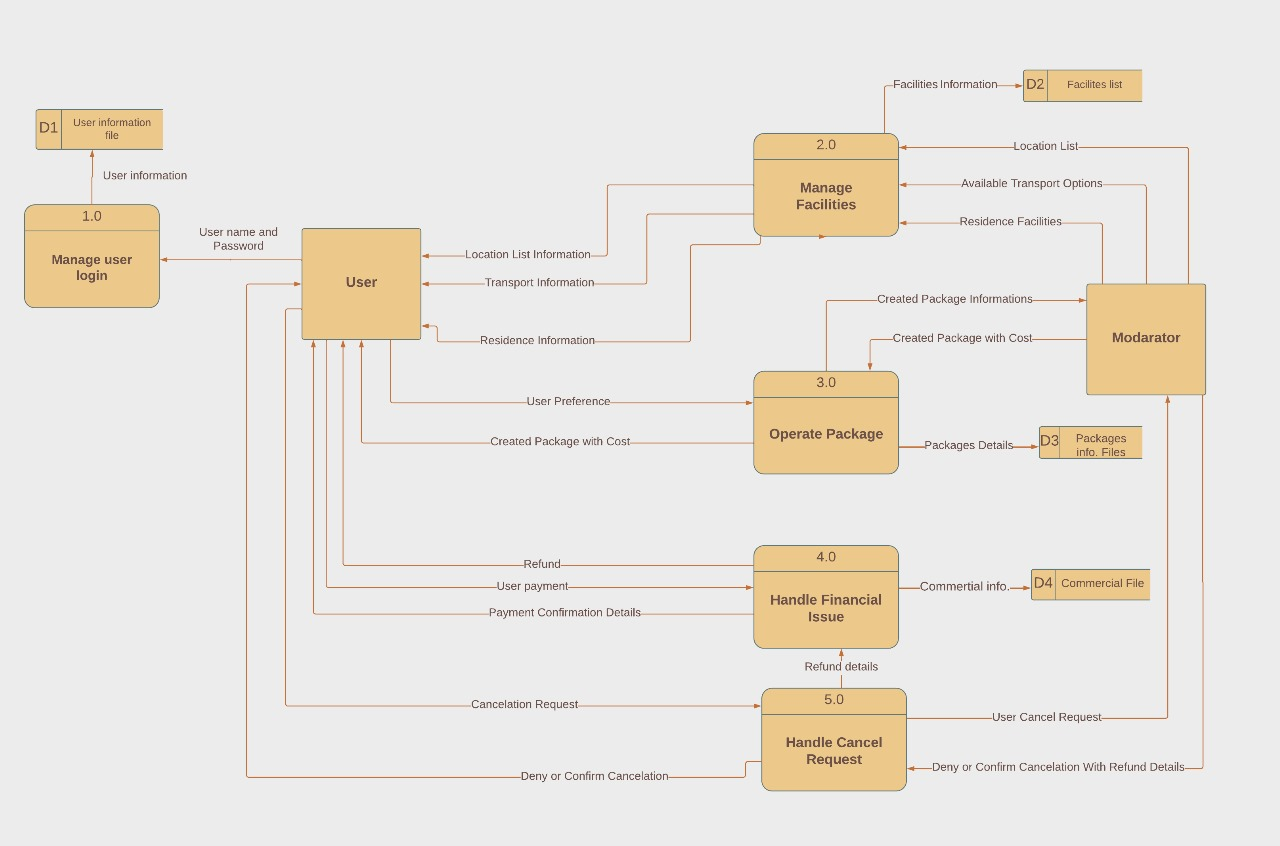 Facilities Information
D2
Facilites list
D1
User information
file
User information
2.0
Manage
Facilities
Location List
Available Transport Options
Residence Facilities
1.0
Manage user
login
User name and
Password
User
Location List Information
Transport Information
Residence Information
Created Package Informations
Created Package with Cost
Modarator
3.0
Operate Package
User Preference
Created Package with Cost
Packages Details
D3
Packages
info. Files
4.0
Handle Financial
Issue
Refund
User payment
Payment Confirmation Details
Commertial info.
D4
Commercial File
Refund details
5.0
Handle Cancel
Request
Cancelation Request
User Cancel Request
Deny or Confirm Cancelation
Deny or Confirm Cancelation With Refund Details